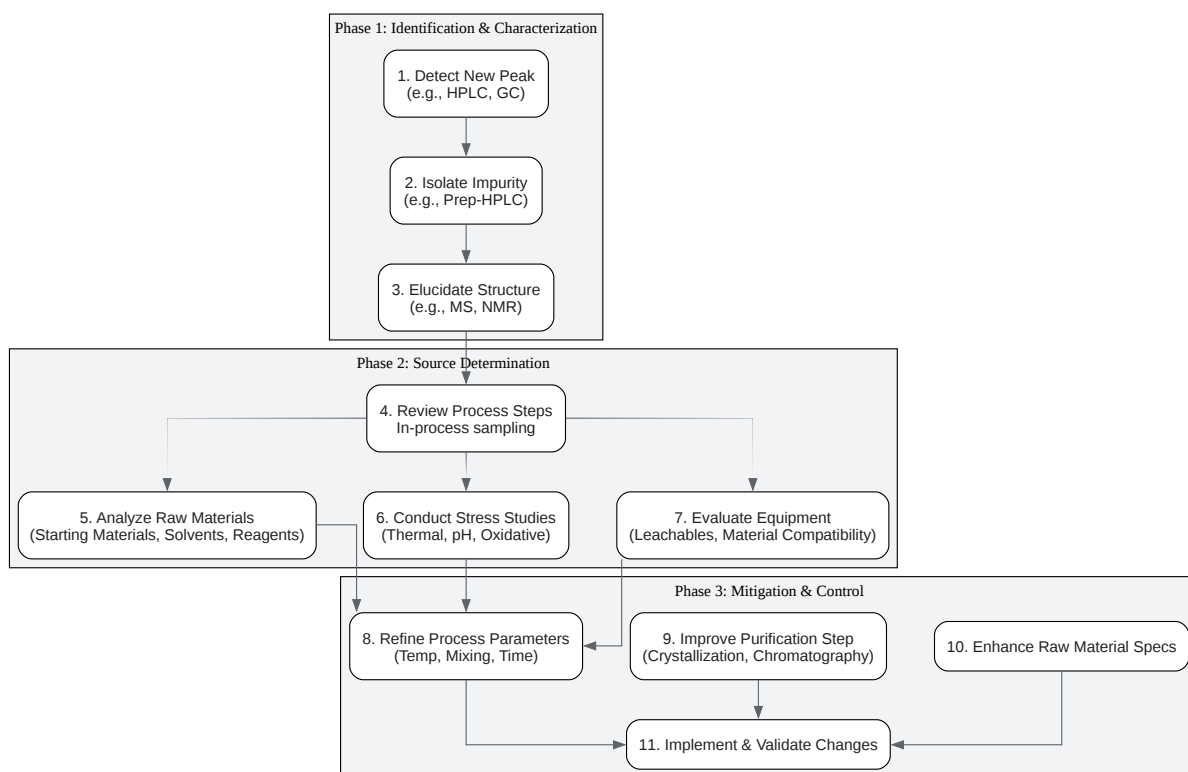 Phase 1: Identification & Characterization
1. Detect New Peak
(e.g., HPLC, GC)
2. Isolate Impurity
(e.g., Prep-HPLC)
3. Elucidate Structure
(e.g., MS, NMR)
Phase 2: Source Determination
4. Review Process Steps
In-process sampling
5. Analyze Raw Materials
(Starting Materials, Solvents, Reagents)
6. Conduct Stress Studies
(Thermal, pH, Oxidative)
7. Evaluate Equipment
(Leachables, Material Compatibility)
Phase 3: Mitigation & Control
8. Refine Process Parameters
(Temp, Mixing, Time)
9. Improve Purification Step
(Crystallization, Chromatography)
10. Enhance Raw Material Specs
11. Implement & Validate Changes